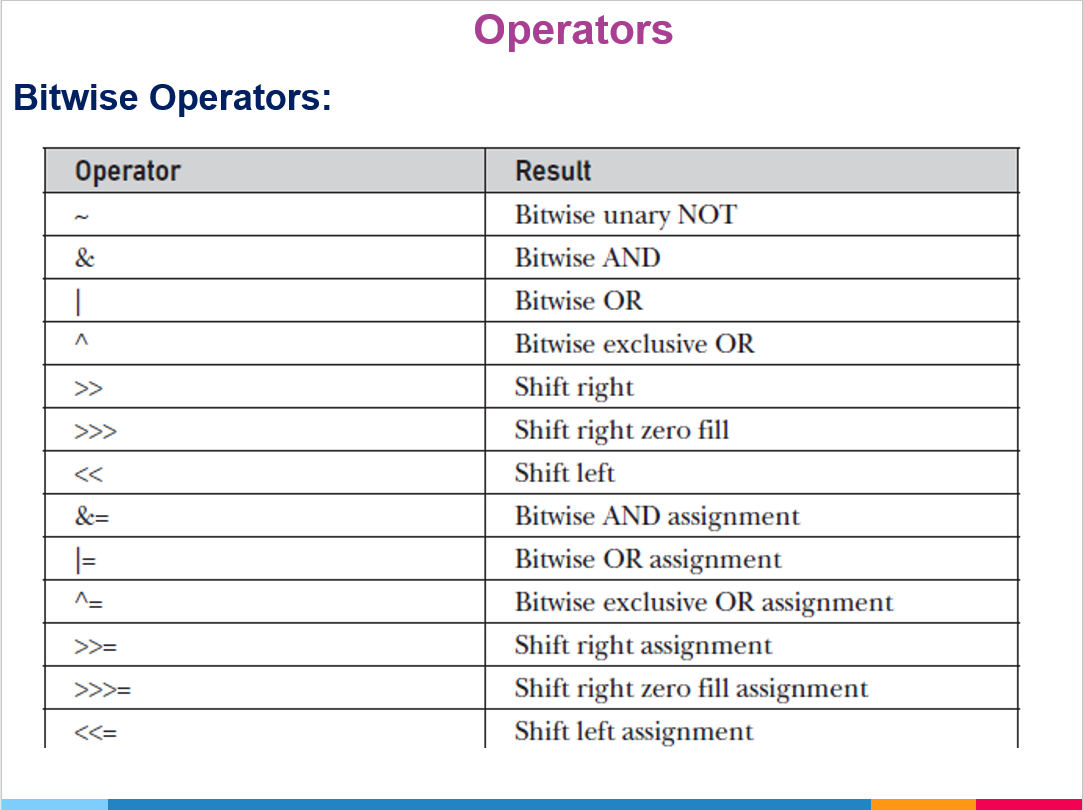 Operators
Bitwise Operators:
Operator Result
~ Bitwise unary NOT
& Bitwise AND
| Bitwise OR
^ Bitwise exclusive OR
>> Shift right
>>> Shift right zero fill
<< Shift left
&= Bitwise AND assignment
|= Bitwise OR assignment
^= Bitwise exclusive OR assignment
>>= Shift right assignment
>>>= Shift right zero fill assignment
<<= Shift left assignment